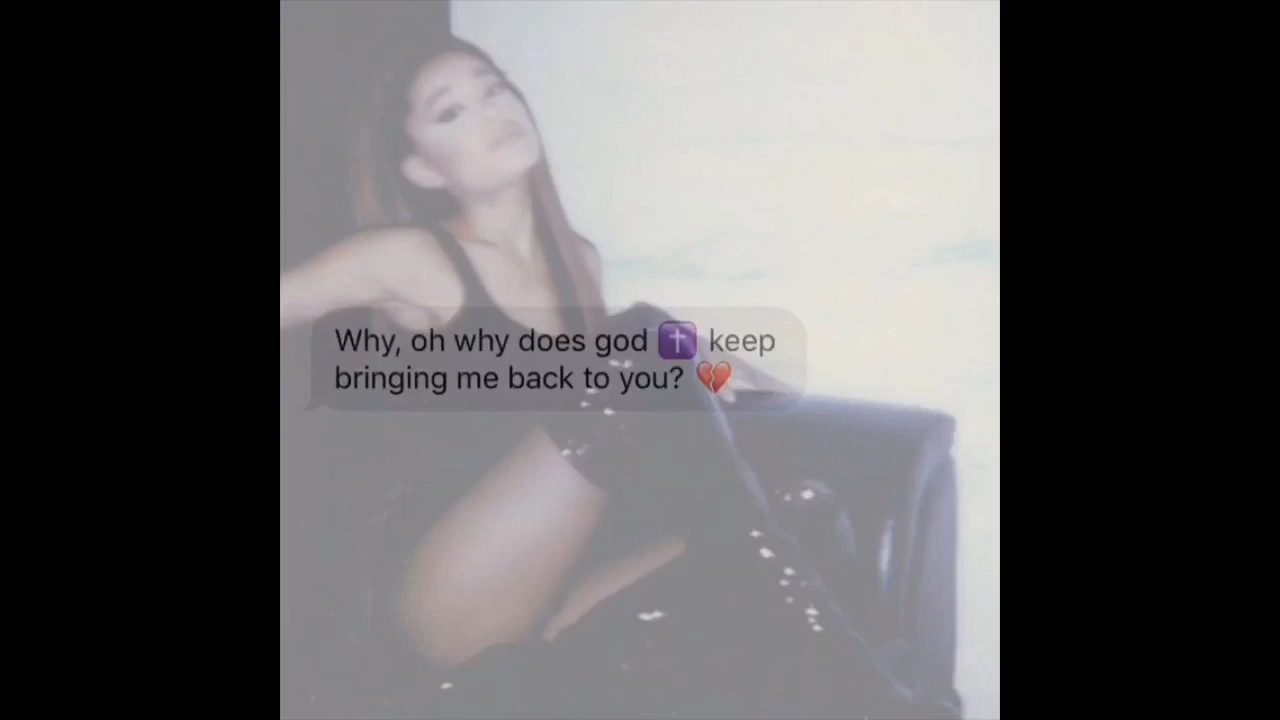 Why, oh why does god ✝️ keep
bringing me back to you? 💔